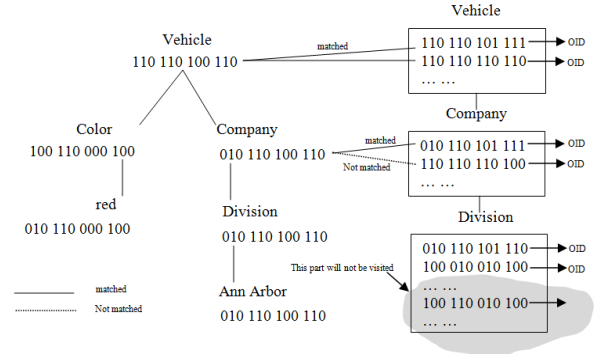 Vehicle
110 110 100 110
matched
Vehicle
110 110 101 111 OID
110 110 110 110 OID
... ...
Color
100 110 000 100
Company
010 110 100 110
matched
Not matched
Company
010 110 101 111 OID
110 110 110 100 OID
... ...
red
010 110 000 100
Division
010 110 100 110
Division
010 110 101 110 OID
100 010 010 100 OID
... ...
100 110 010 100
... ...
This part will not be visited
Ann Arbor
010 110 100 110
matched
Not matched